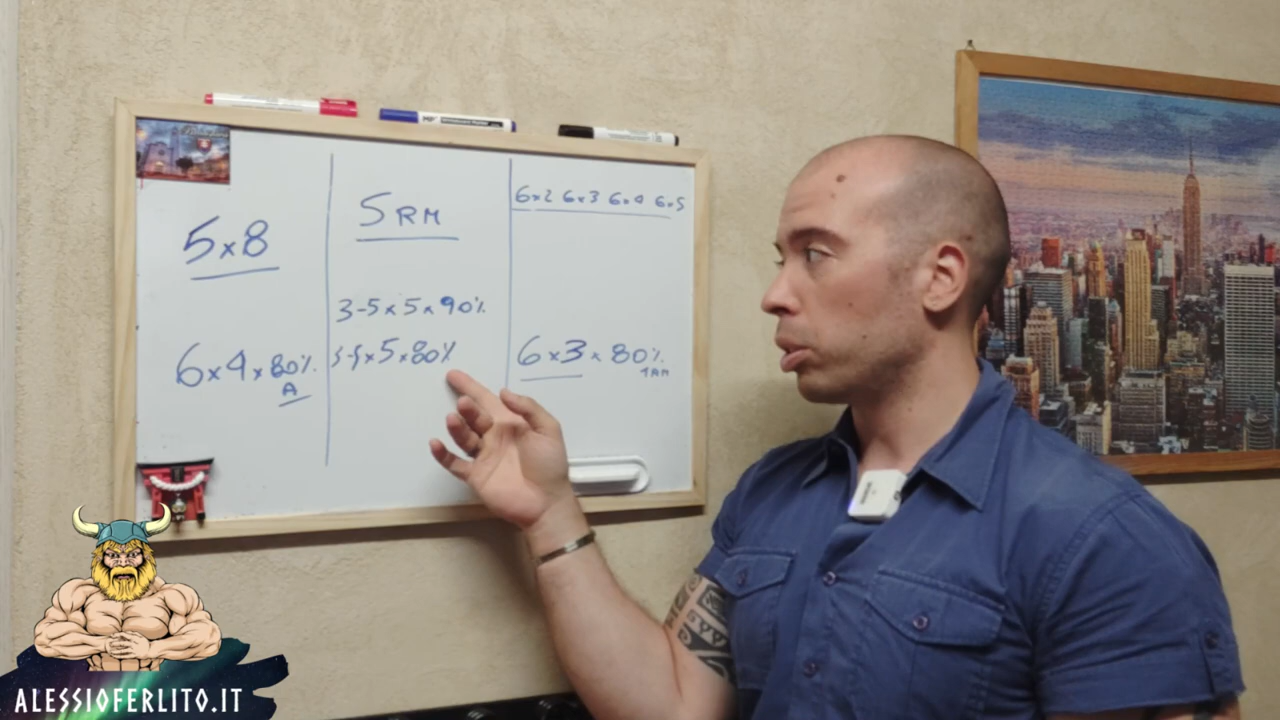 5x8
6x4x80%
A
5RM
3-5x5x90%
3-5x5x80%
6x2 6x3 6x4 6x5
6x3x80%
ALESSIOFERLITO.IT